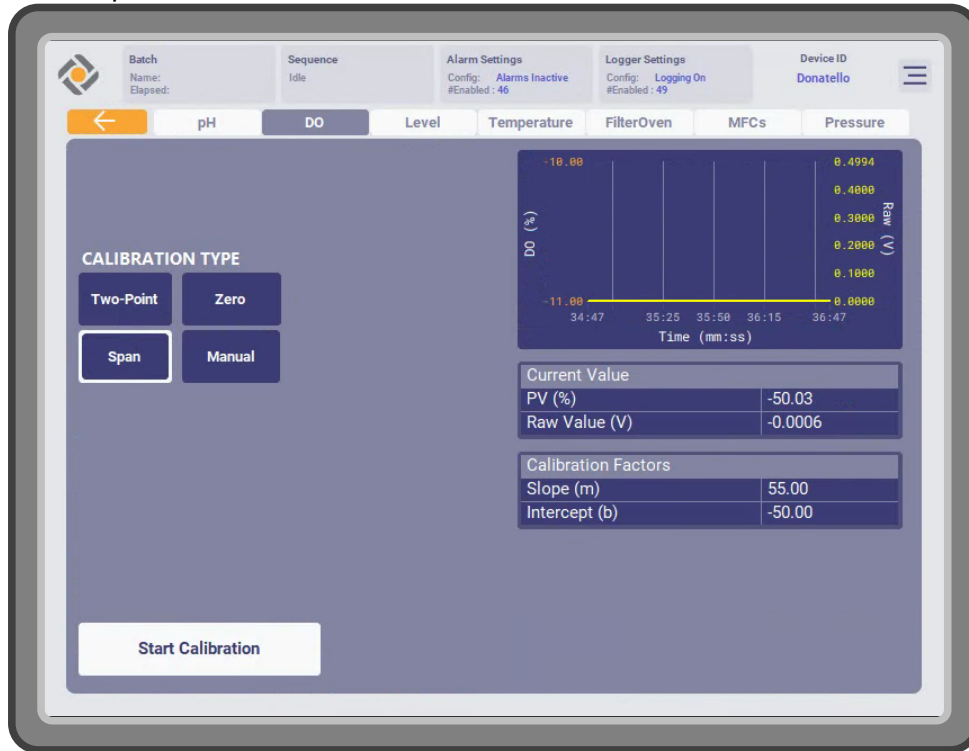 Batch
Name:
Elapsed:
Sequence
Idle
Alarm Settings
Config: Alarms Inactive
#Enabled : 46
Logger Settings
Config: Logging On
#Enabled : 49
Device ID
Donatello
pH DO Level Temperature FilterOven MFCs Pressure
CALIBRATION TYPE
Two-Point Zero
Span Manual
Start Calibration
-10.00
-11.00
DO (%)
0.4994
0.4000
0.3000
0.2000
0.1000
0.0000
Raw (V)
34:47 35:25 35:50 36:15 36:47
Time (mm:ss)
Current Value
PV (%) -50.03
Raw Value (V) -0.0006
Calibration Factors
Slope (m) 55.00
Intercept (b) -50.00